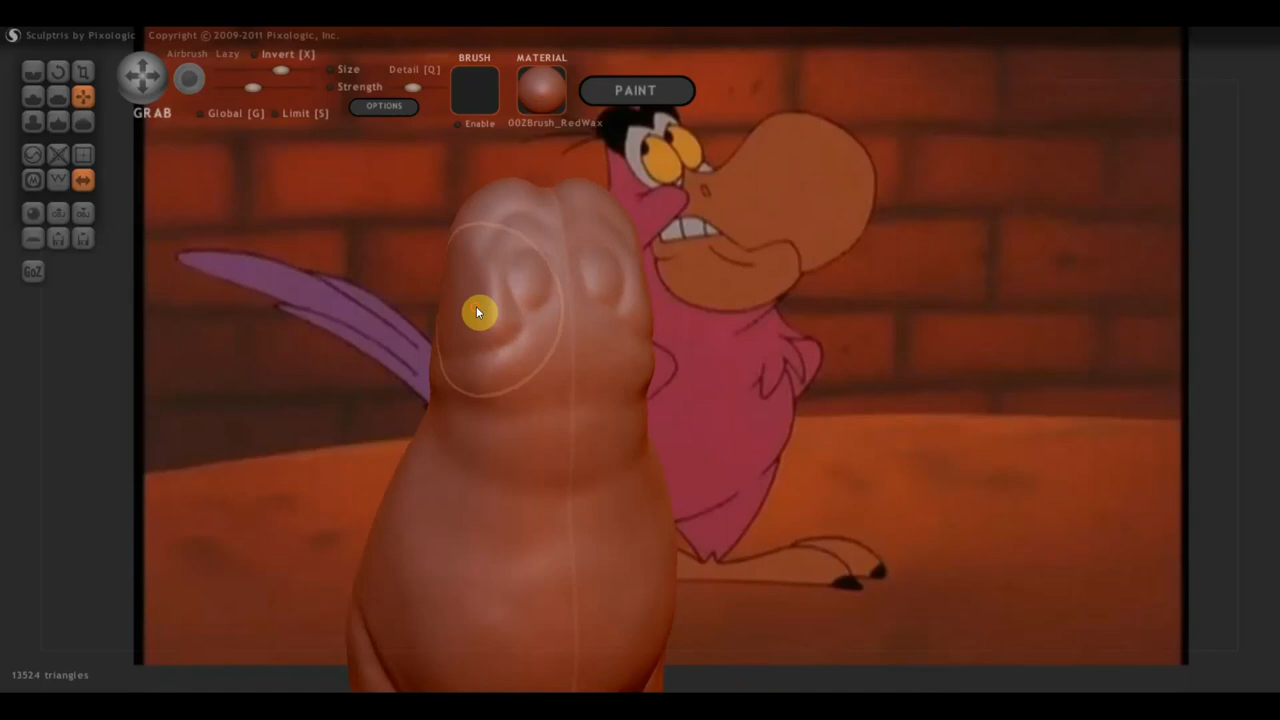 Sculptris by Pixologic Copyright © 2009-2011 Pixologic, Inc.
Airbrush Lazy Invert [X]
BRUSH
MATERIAL
Size Detail [Q]
Strength
PAINT
OPTIONS
GRAB Global [G] Limit [S]
Enable 00ZBrush_RedWax
GoZ
13524 triangles